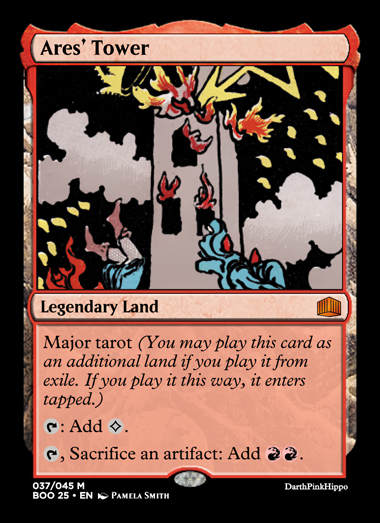 Ares' Tower
Legendary Land
Major tarot (You may play this card as
an additional land if you play it from
exile. If you play it this way, it enters
tapped.)
: Add .
, Sacrifice an artifact: Add .
037/045 M
BOO 25 • EN Pamela Smith
DarthPinkHippo